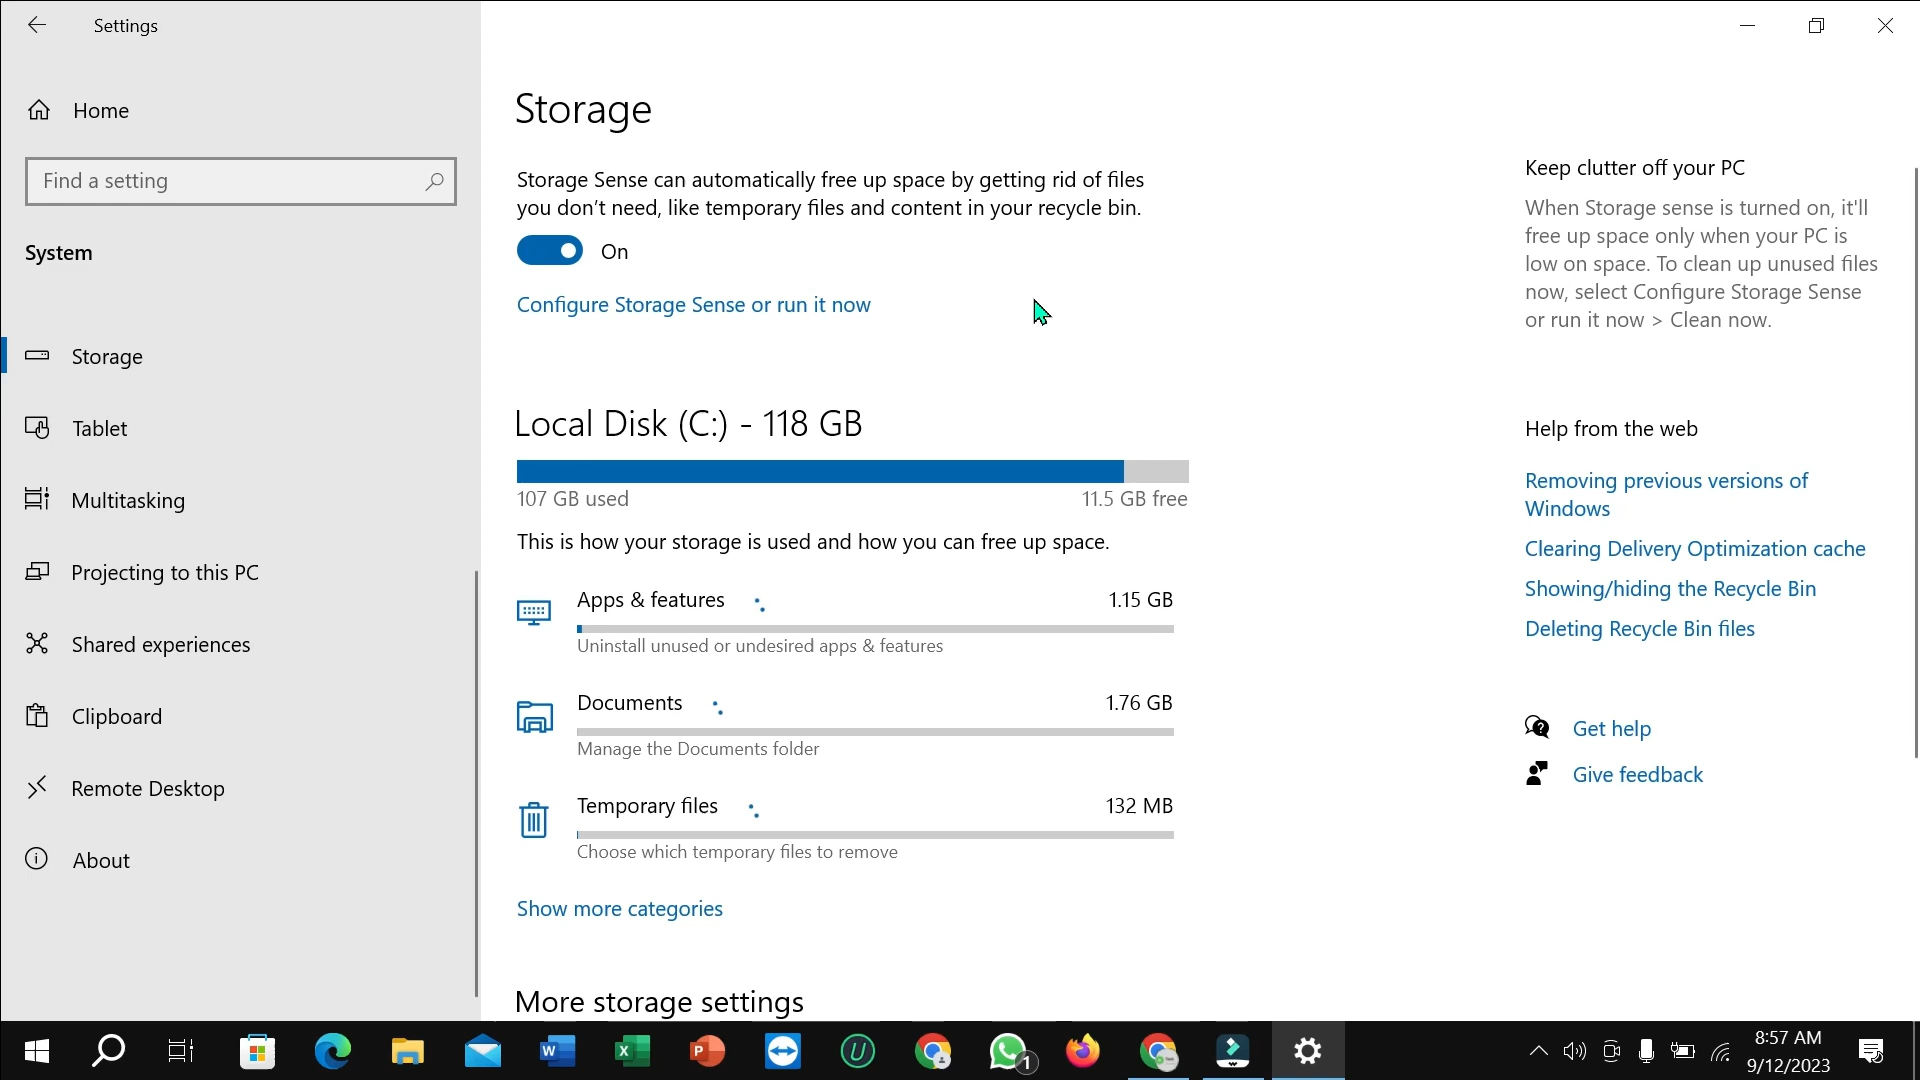 Settings
Home
Find a setting
System
Storage
Tablet
Multitasking
Projecting to this PC
Shared experiences
Clipboard
Remote Desktop
About
Storage
Storage Sense can automatically free up space by getting rid of files
you don’t need, like temporary files and content in your recycle bin.
On
Configure Storage Sense or run it now
Local Disk (C:) - 118 GB
107 GB used 11.5 GB free
This is how your storage is used and how you can free up space.
Apps & features 1.15 GB
Uninstall unused or undesired apps & features
Documents 1.76 GB
Manage the Documents folder
Temporary files 132 MB
Choose which temporary files to remove
Show more categories
More storage settings
Keep clutter off your PC
When Storage sense is turned on, it'll
free up space only when your PC is
low on space. To clean up unused files
now, select Configure Storage Sense
or run it now > Clean now.
Help from the web
Removing previous versions of
Windows
Clearing Delivery Optimization cache
Showing/hiding the Recycle Bin
Deleting Recycle Bin files
Get help
Give feedback
W X P U 1
8:57 AM
9/12/2023